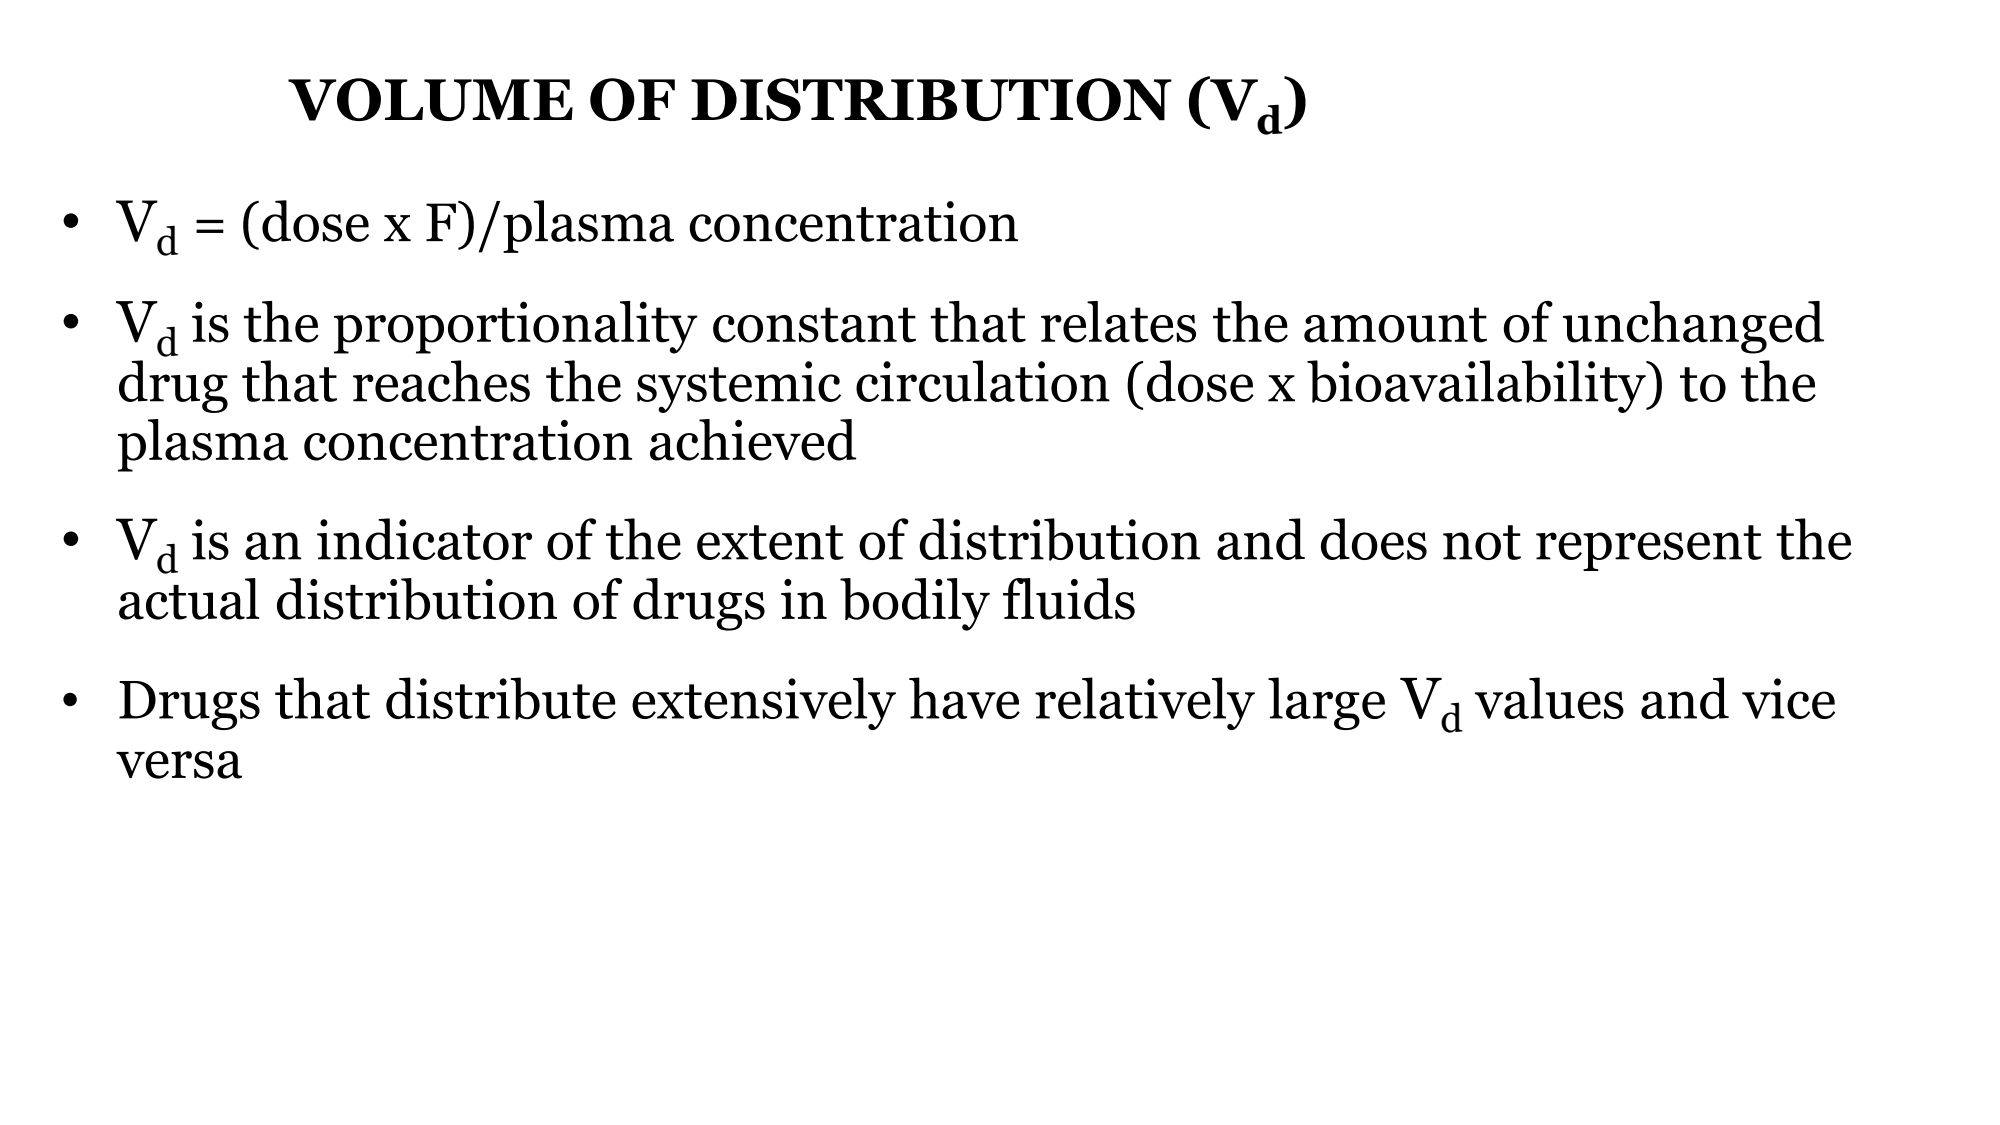 VOLUME OF DISTRIBUTION (Vd)
• Vd = (dose x F)/plasma concentration
• Vd is the proportionality constant that relates the amount of unchanged
drug that reaches the systemic circulation (dose x bioavailability) to the
plasma concentration achieved
• Vd is an indicator of the extent of distribution and does not represent the
actual distribution of drugs in bodily fluids
• Drugs that distribute extensively have relatively large Vd values and vice
versa